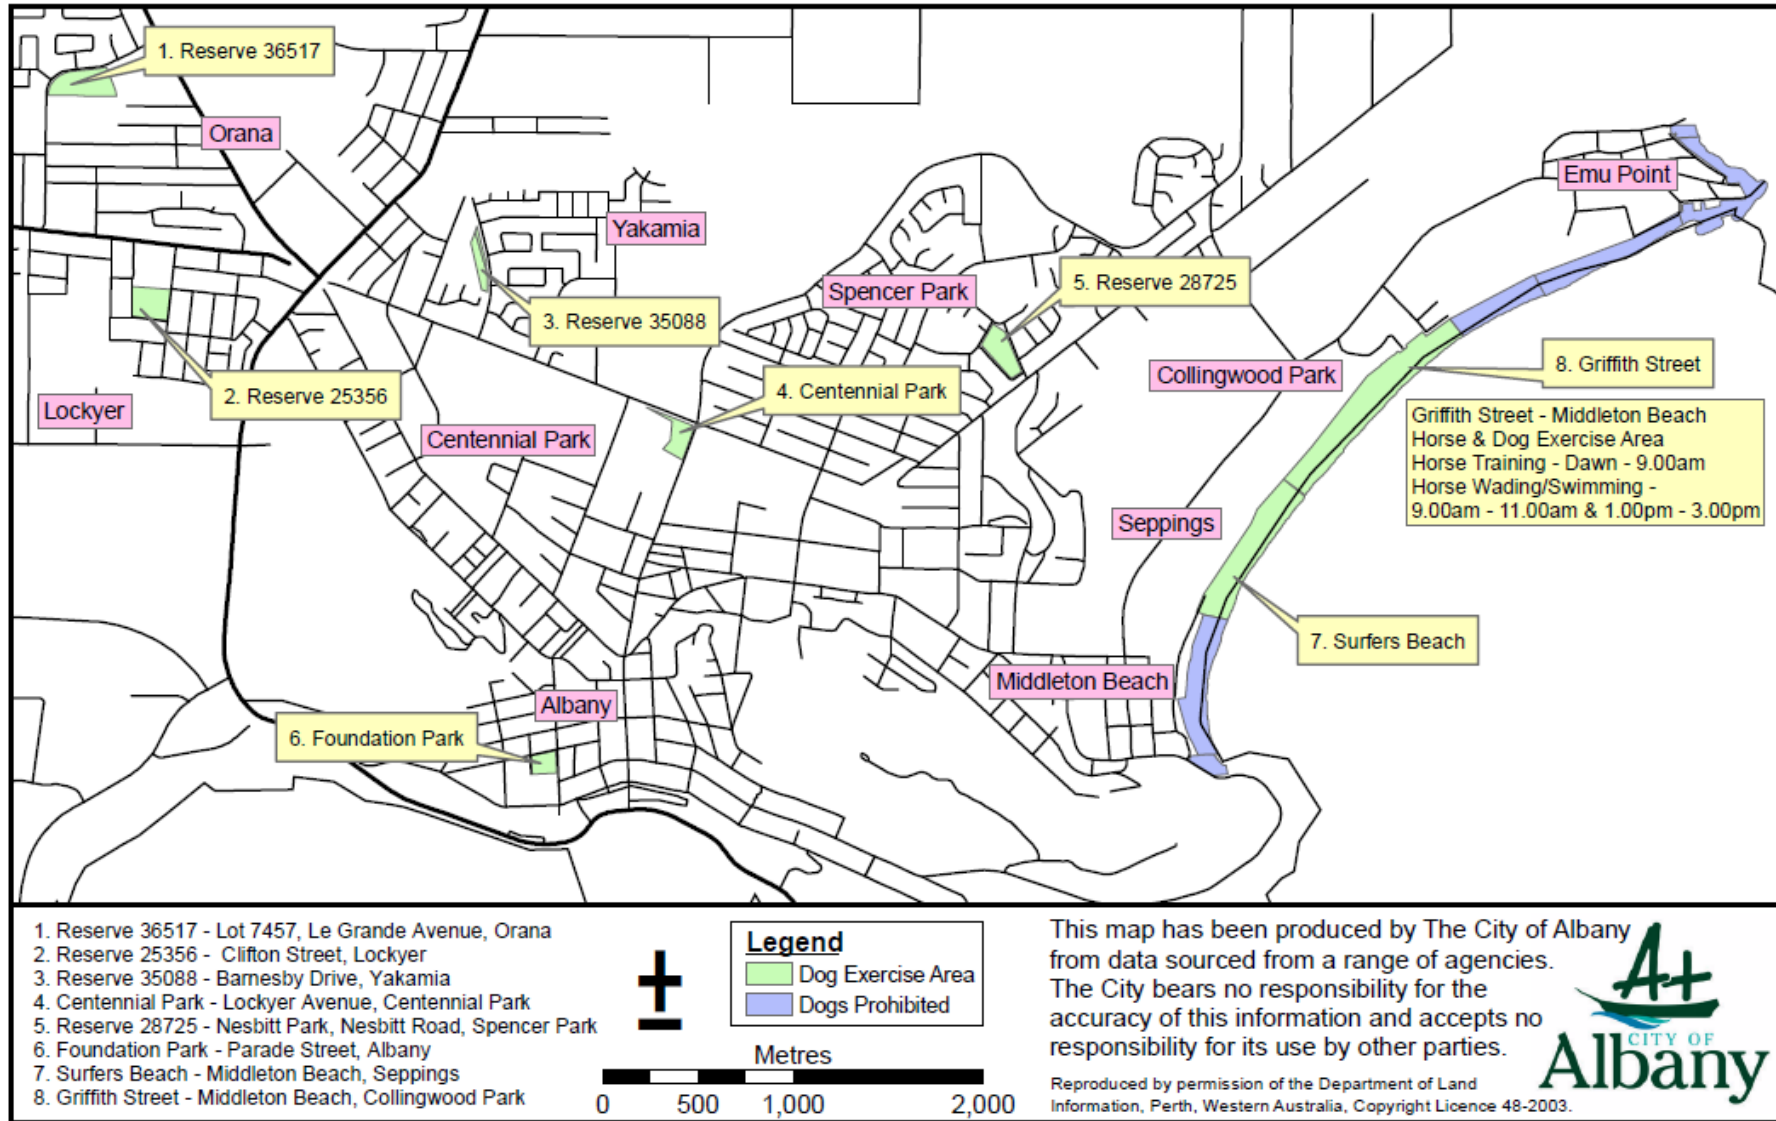 1. Reserve 36517
Orana
Emu Point
Yakamia
5. Reserve 28725
Spencer Park
3. Reserve 35088
8. Griffith Street
Collingwood Park
4. Centennial Park
2. Reserve 25356
Lockyer
Centennial Park
Griffith Street - Middleton Beach
Horse & Dog Exercise Area
Horse Training - Dawn - 9.00am
Horse Wading/Swimming -
9.00am - 11.00am & 1.00pm - 3.00pm
Seppings
7. Surfers Beach
Middleton Beach
Albany
6. Foundation Park
1. Reserve 36517 - Lot 7457, Le Grande Avenue, Orana
2. Reserve 25356 - Clifton Street, Lockyer
3. Reserve 35088 - Barnesby Drive, Yakamia
4. Centennial Park - Lockyer Avenue, Centennial Park
5. Reserve 28725 - Nesbitt Park, Nesbitt Road, Spencer Park
6. Foundation Park - Parade Street, Albany
7. Surfers Beach - Middleton Beach, Seppings
8. Griffith Street - Middleton Beach, Collingwood Park
±
Legend
Dog Exercise Area
Dogs Prohibited
Metres
0 500 1,000 2,000
This map has been produced by The City of Albany
from data sourced from a range of agencies.
The City bears no responsibility for the
accuracy of this information and accepts no
responsibility for its use by other parties.
Reproduced by permission of the Department of Land
Information, Perth, Western Australia, Copyright Licence 48-2003.
A+
CITY OF
Albany